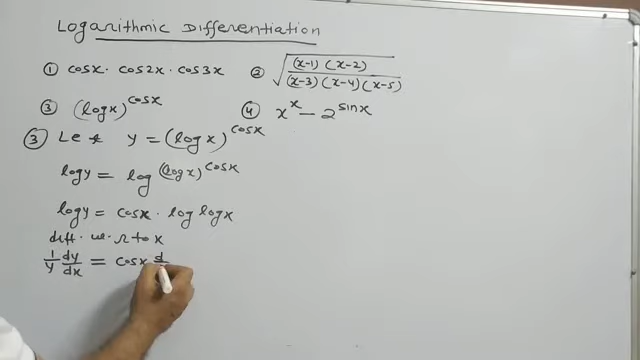 Logarithmic Differentiation
① cosx · cos2x · cos3x ② √((x-1)(x-2) / (x-3)(x-4)(x-5))
③ (logx)^cosx ④ x^x - 2^sinx
③ Let y = (logx)^cosx
logy = log(logx)^cosx
logy = cosx · log logx
diff. w. r to x
1/y dy/dx = cosx d